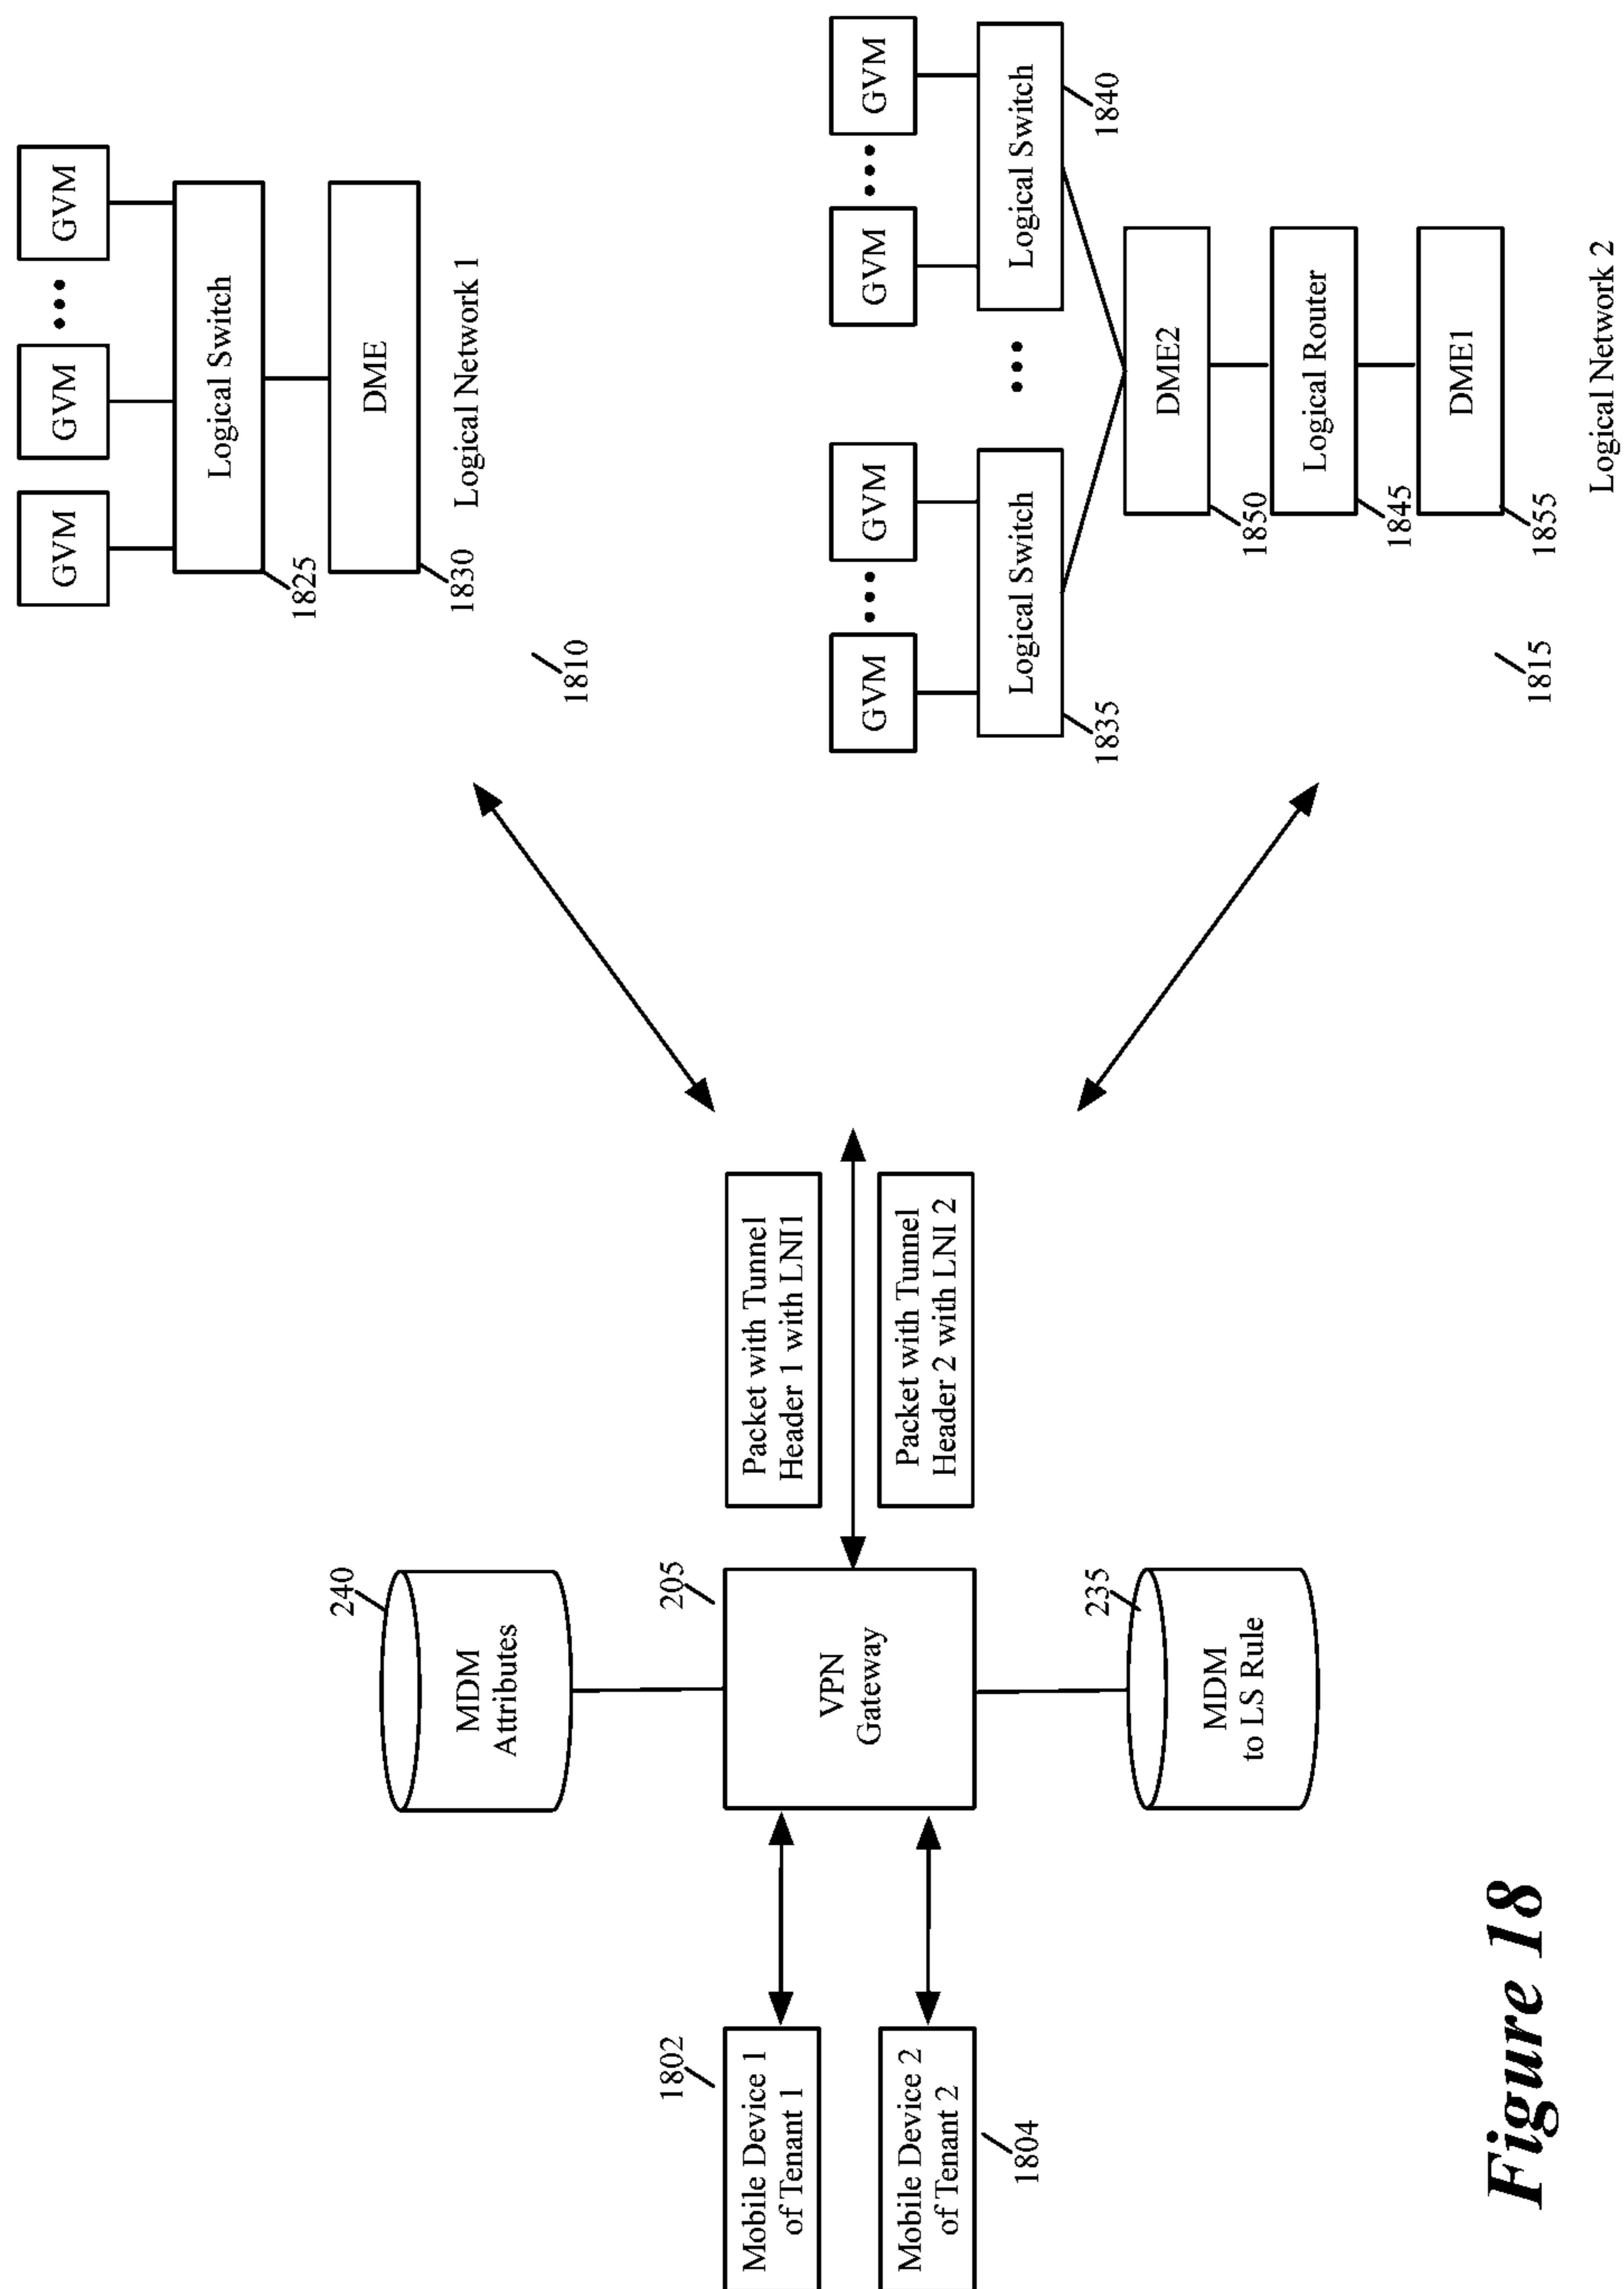 Mobile Device 1
of Tenant 1
1802
Mobile Device 2
of Tenant 2
1804
MDM
Attributes
240
VPN
Gateway
205
MDM
to LS Rule
235
Packet with Tunnel
Header 1 with LNI1
Packet with Tunnel
Header 2 with LNI 2
GVM
GVM
GVM
Logical Switch
1825
DME
1830
Logical Network 1
1810
GVM
GVM
GVM
GVM
Logical Switch
1835
Logical Switch
1840
DME2
1850
Logical Router
1845
DME1
1855
1815
Logical Network 2
Figure 18